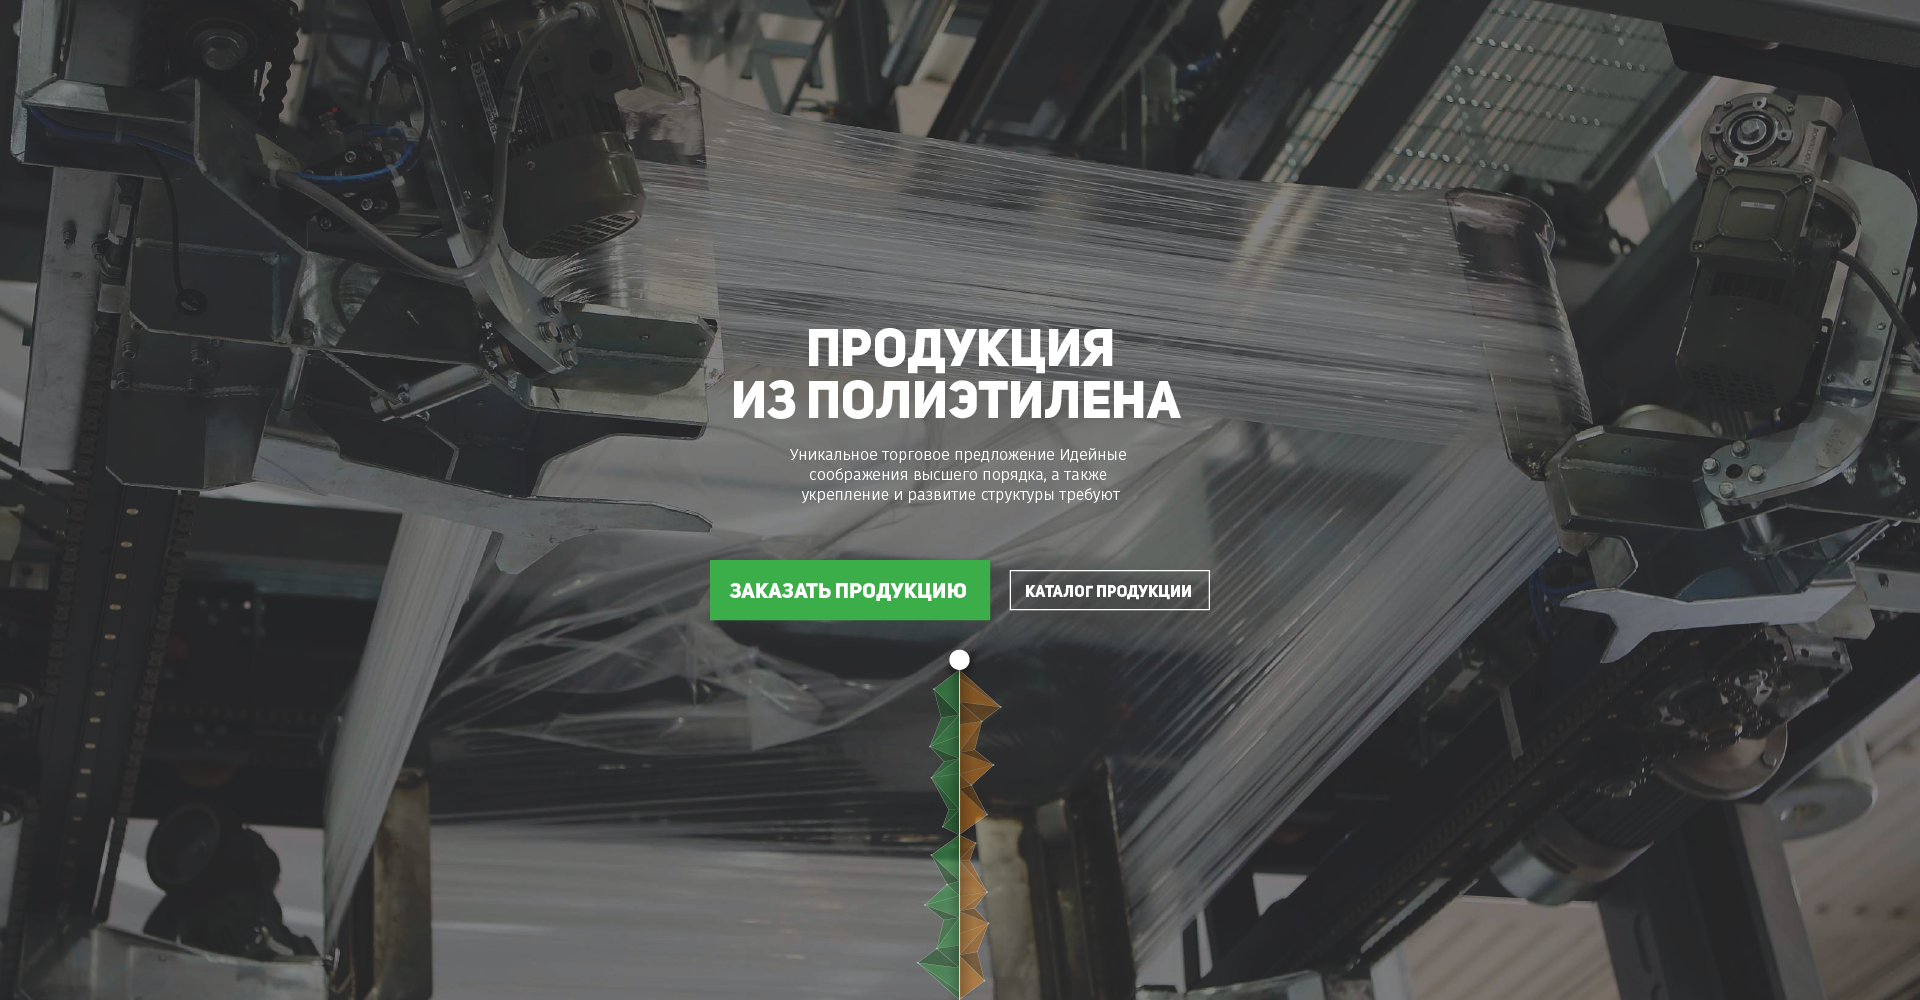 ПРОДУКЦИЯ
ИЗ ПОЛИЭТИЛЕНА
Уникальное торговое предложение Идейные
соображения высшего порядка, а также
укрепление и развитие структуры требуют
ЗАКАЗАТЬ ПРОДУКЦИЮ
КАТАЛОГ ПРОДУКЦИИ